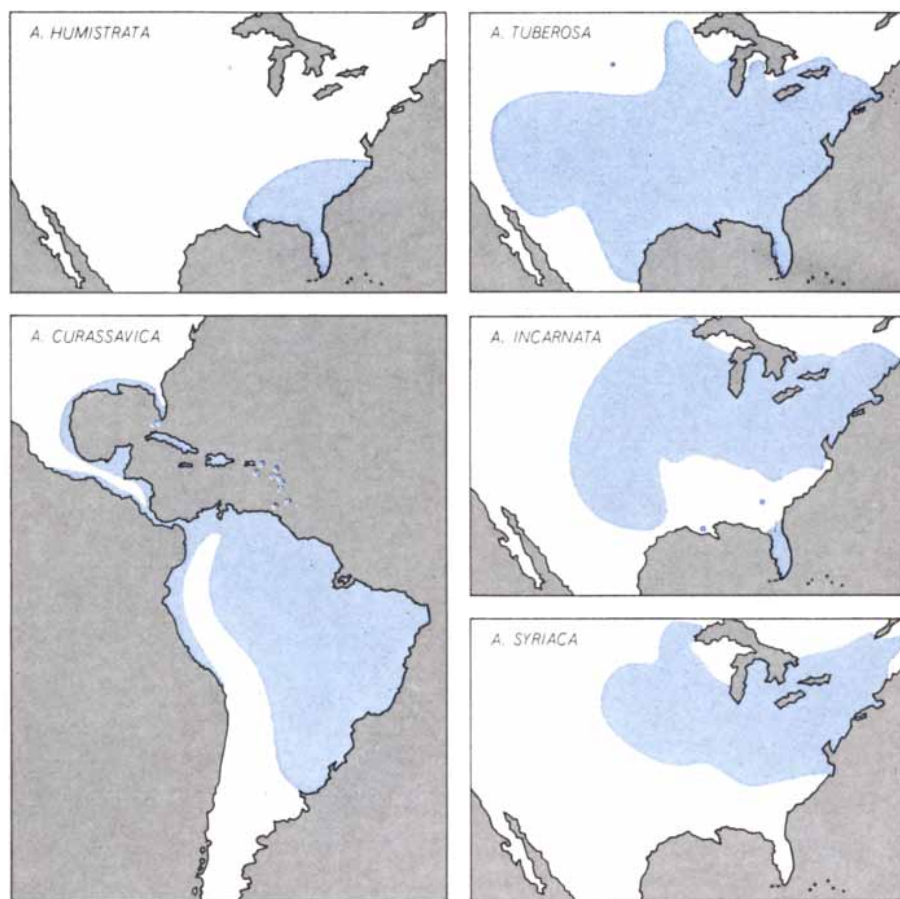 A. HUMISTRATA
A. TUBEROSA
A. CURASSAVICA
A. INCARNATA
A. SYRIACA